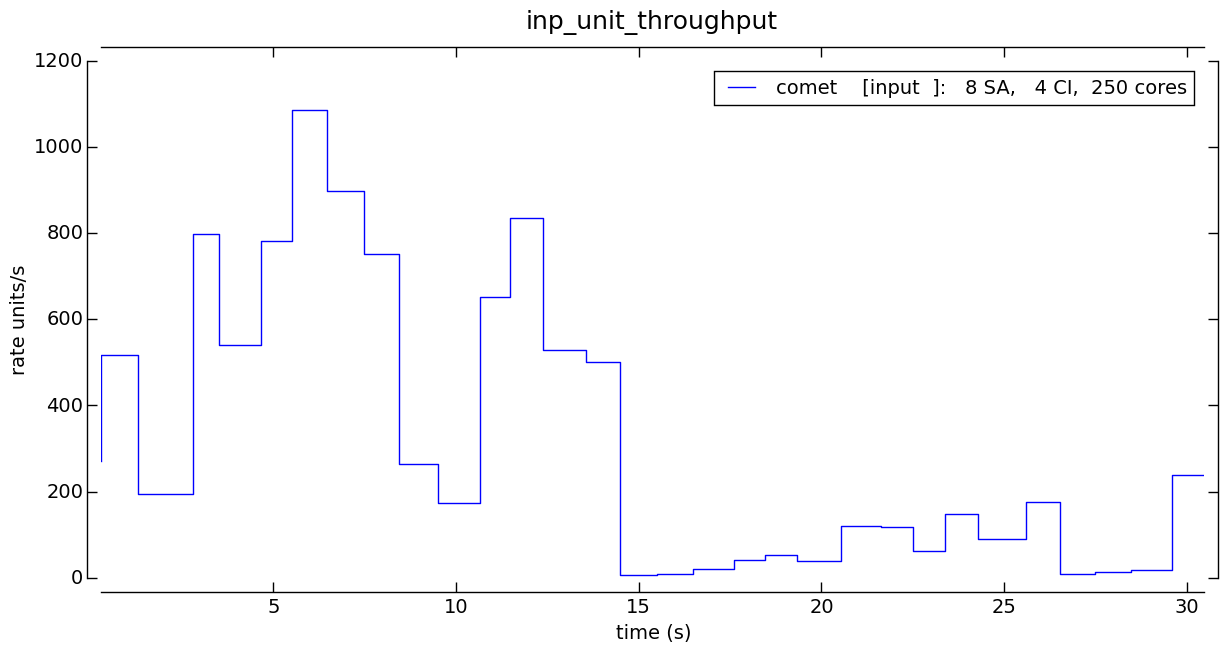 inp_unit_throughput
1200
1000
800
600
400
200
0
rate units/s
comet    [input  ]:   8 SA,   4 CI,  250 cores
5 10 15 20 25 30
time (s)